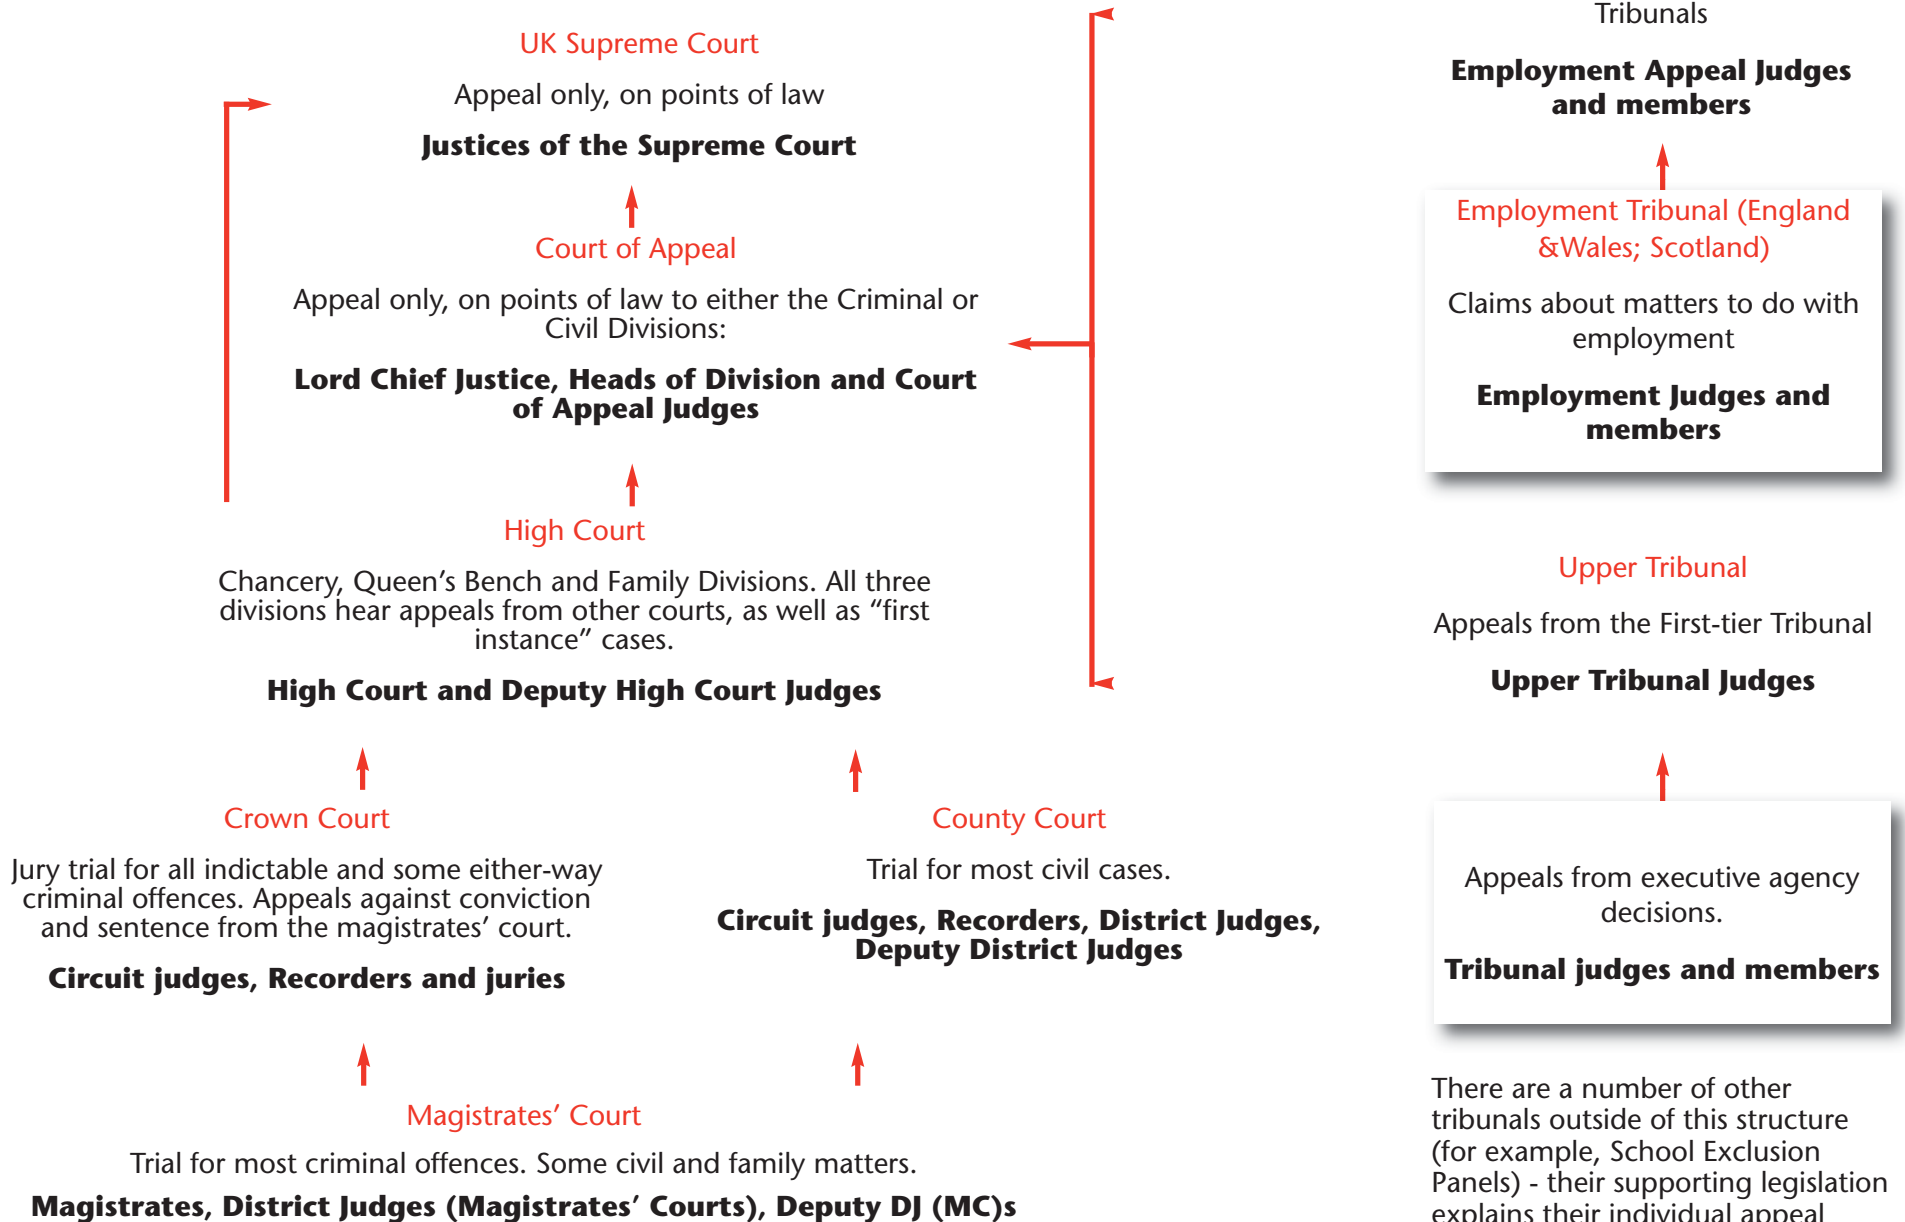 UK Supreme Court
Appeal only, on points of law
Justices of the Supreme Court
Court of Appeal
Appeal only, on points of law to either the Criminal or
Civil Divisions:
Lord Chief Justice, Heads of Division and Court
of Appeal Judges
High Court
Chancery, Queen’s Bench and Family Divisions. All three
divisions hear appeals from other courts, as well as “first
instance” cases.
High Court and Deputy High Court Judges
Crown Court
Jury trial for all indictable and some either-way
criminal offences. Appeals against conviction
and sentence from the magistrates’ court.
Circuit judges, Recorders and juries
County Court
Trial for most civil cases.
Circuit judges, Recorders, District Judges,
Deputy District Judges
Magistrates’ Court
Trial for most criminal offences. Some civil and family matters.
Magistrates, District Judges (Magistrates’ Courts), Deputy DJ (MC)s
Tribunals
Employment Appeal Judges
and members
Employment Tribunal (England
&Wales; Scotland)
Claims about matters to do with
employment
Employment Judges and
members
Upper Tribunal
Appeals from the First-tier Tribunal
Upper Tribunal Judges
Appeals from executive agency
decisions.
Tribunal judges and members
There are a number of other
tribunals outside of this structure
(for example, School Exclusion
Panels) - their supporting legislation
explains their individual appeal